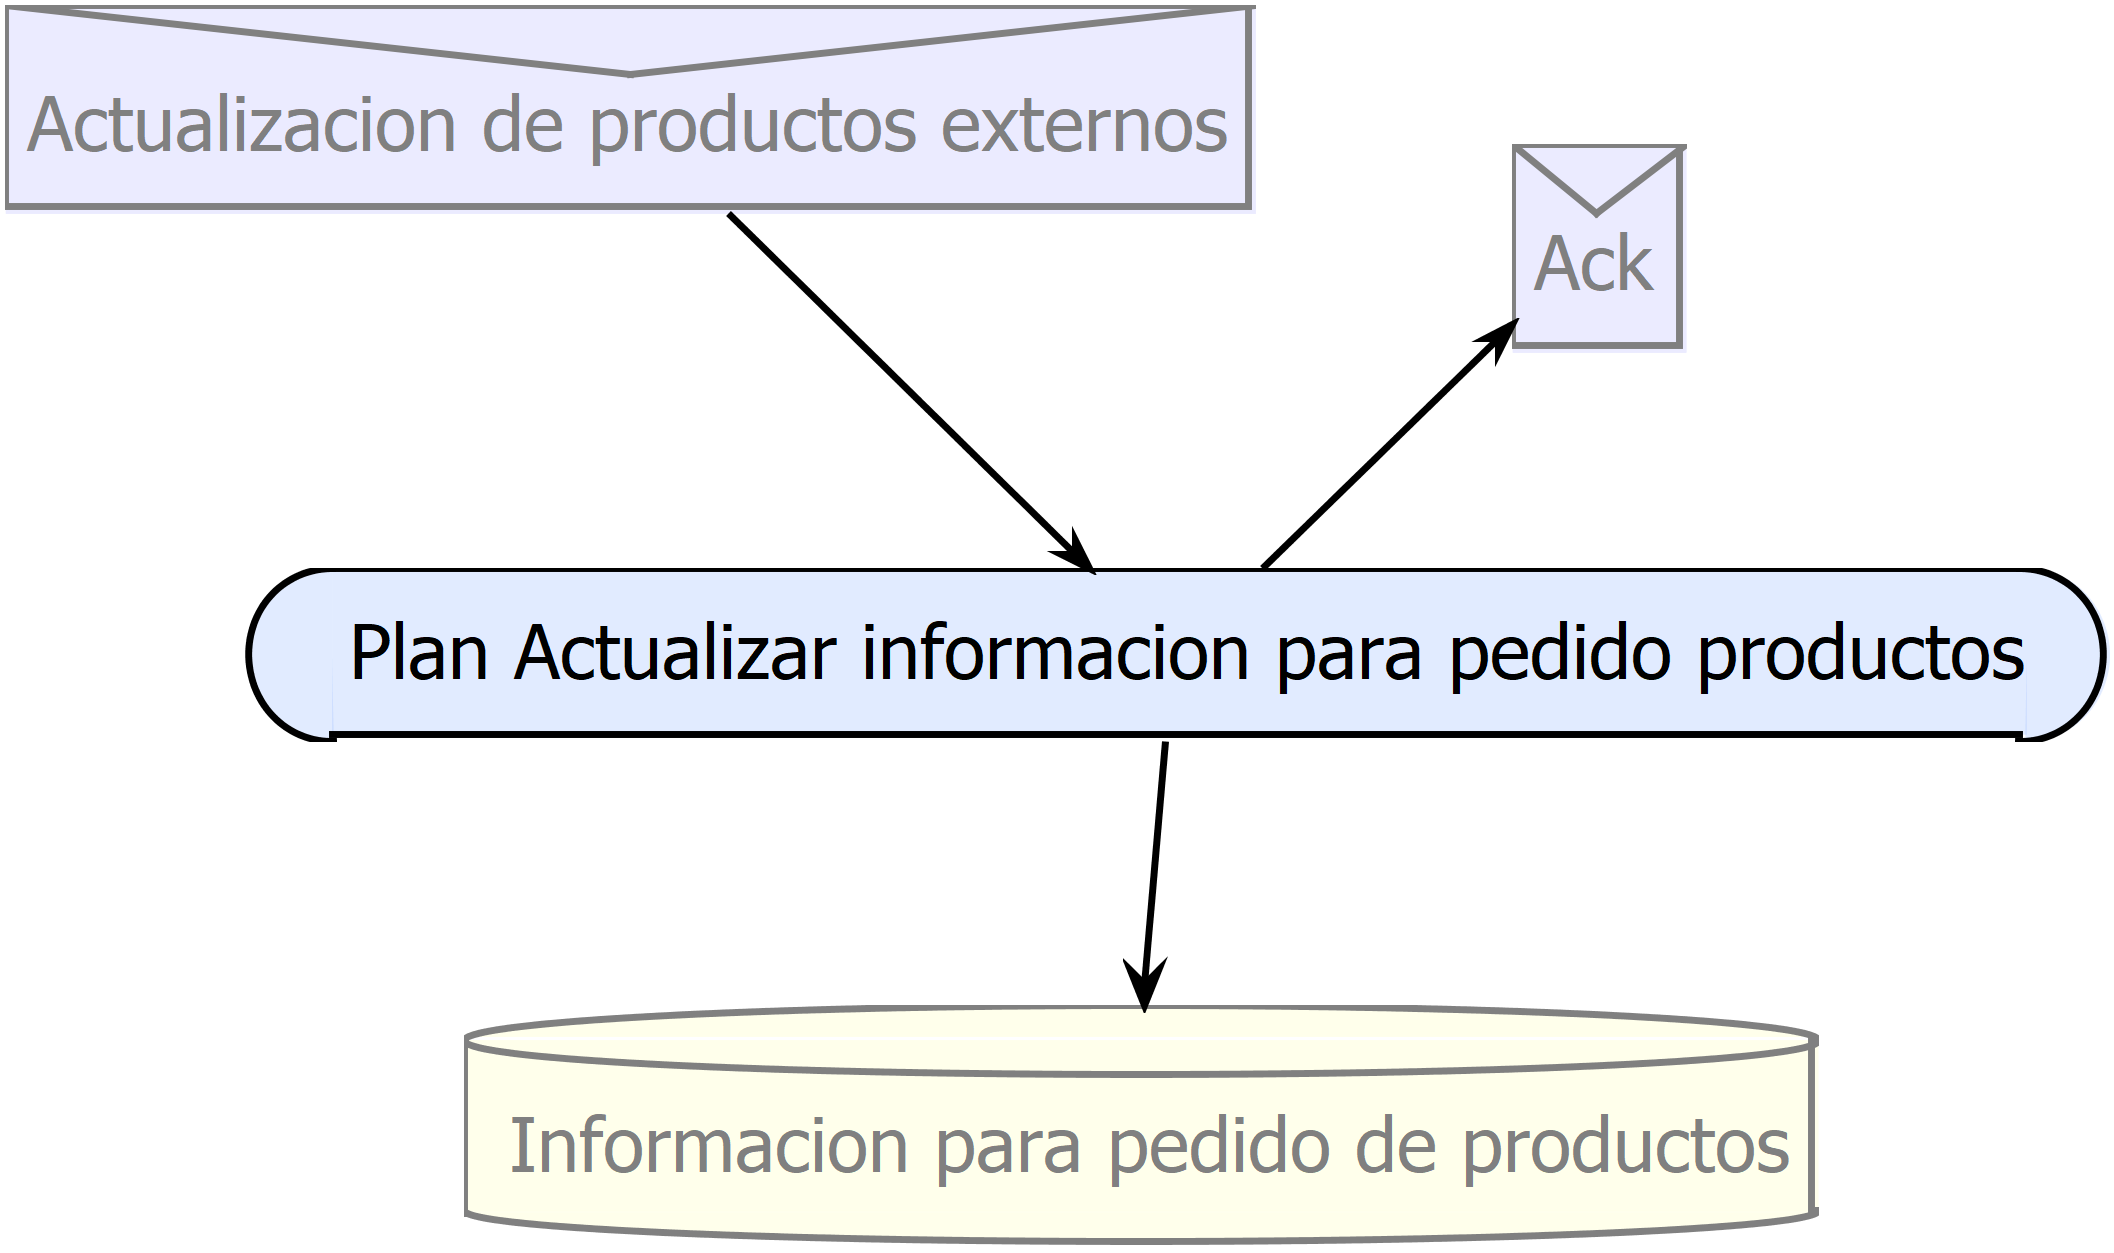 Actualizacion de productos externos
Ack
Plan Actualizar informacion para pedido productos
Informacion para pedido de productos